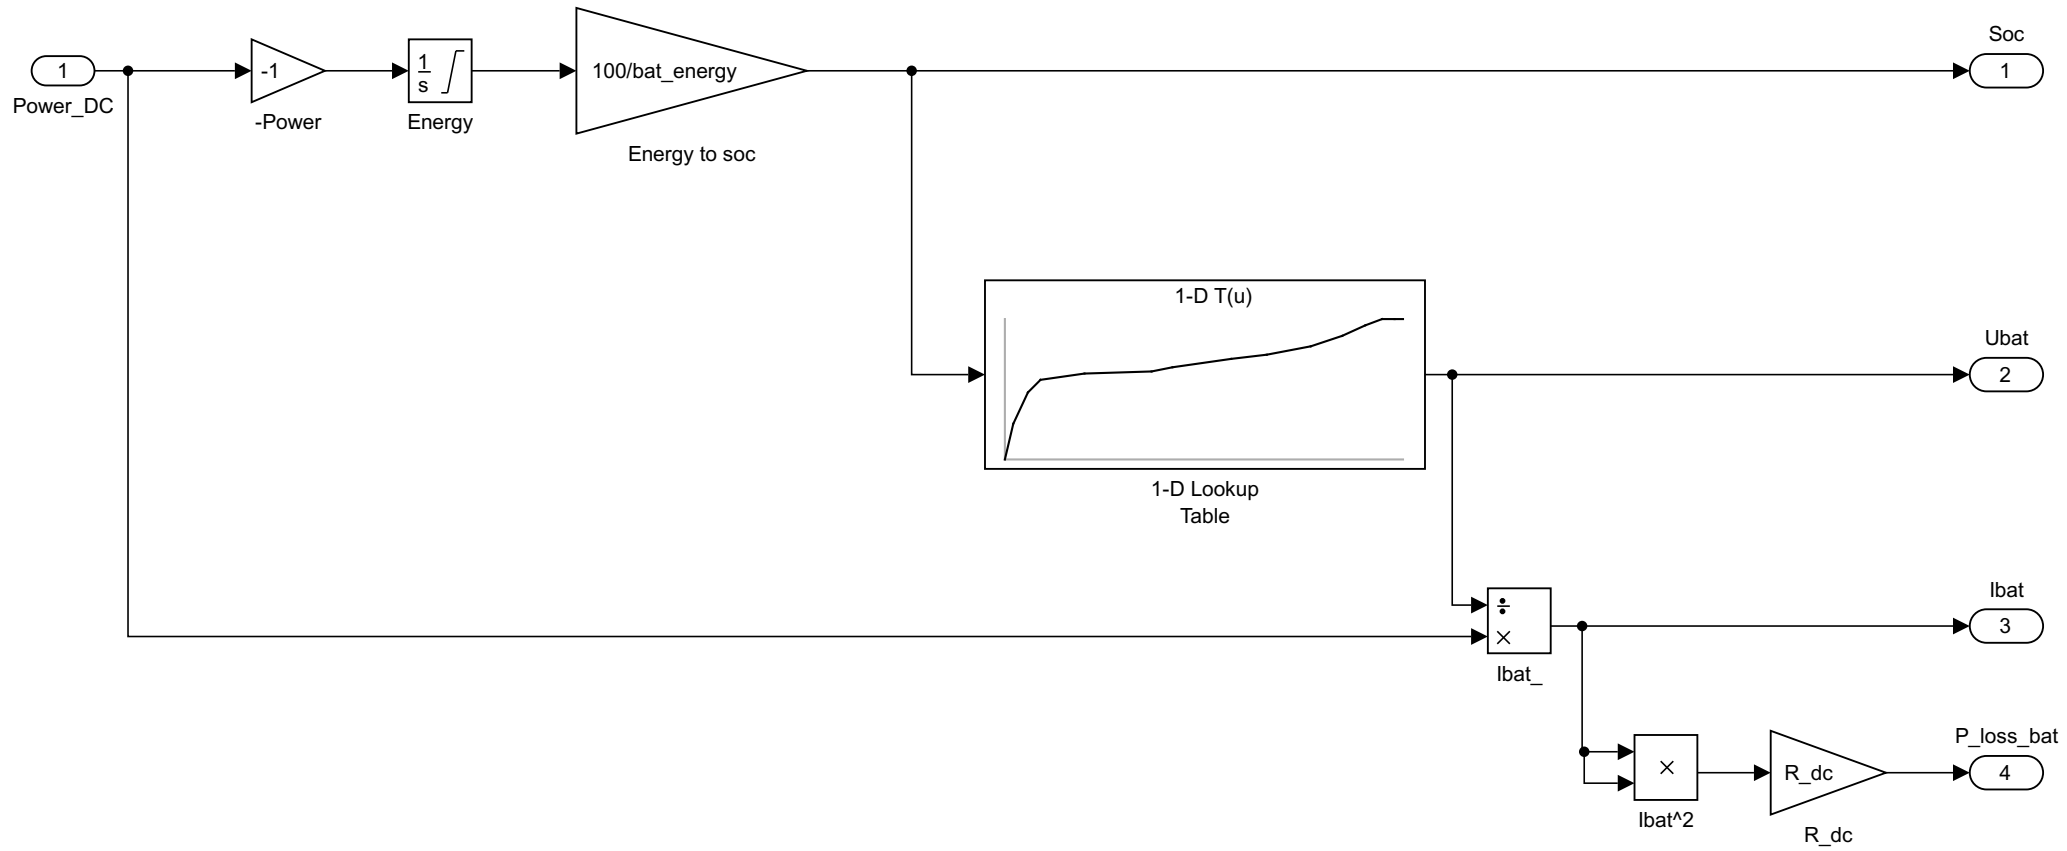 Soc
1
Power_DC
-1
-Power
1
s
Energy
100/bat_energy
Energy to soc
1
1-D T(u)
1-D Lookup
Table
Ubat
2
÷
×
Ibat_
Ibat
3
×
Ibat^2
R_dc
R_dc
P_loss_bat
4